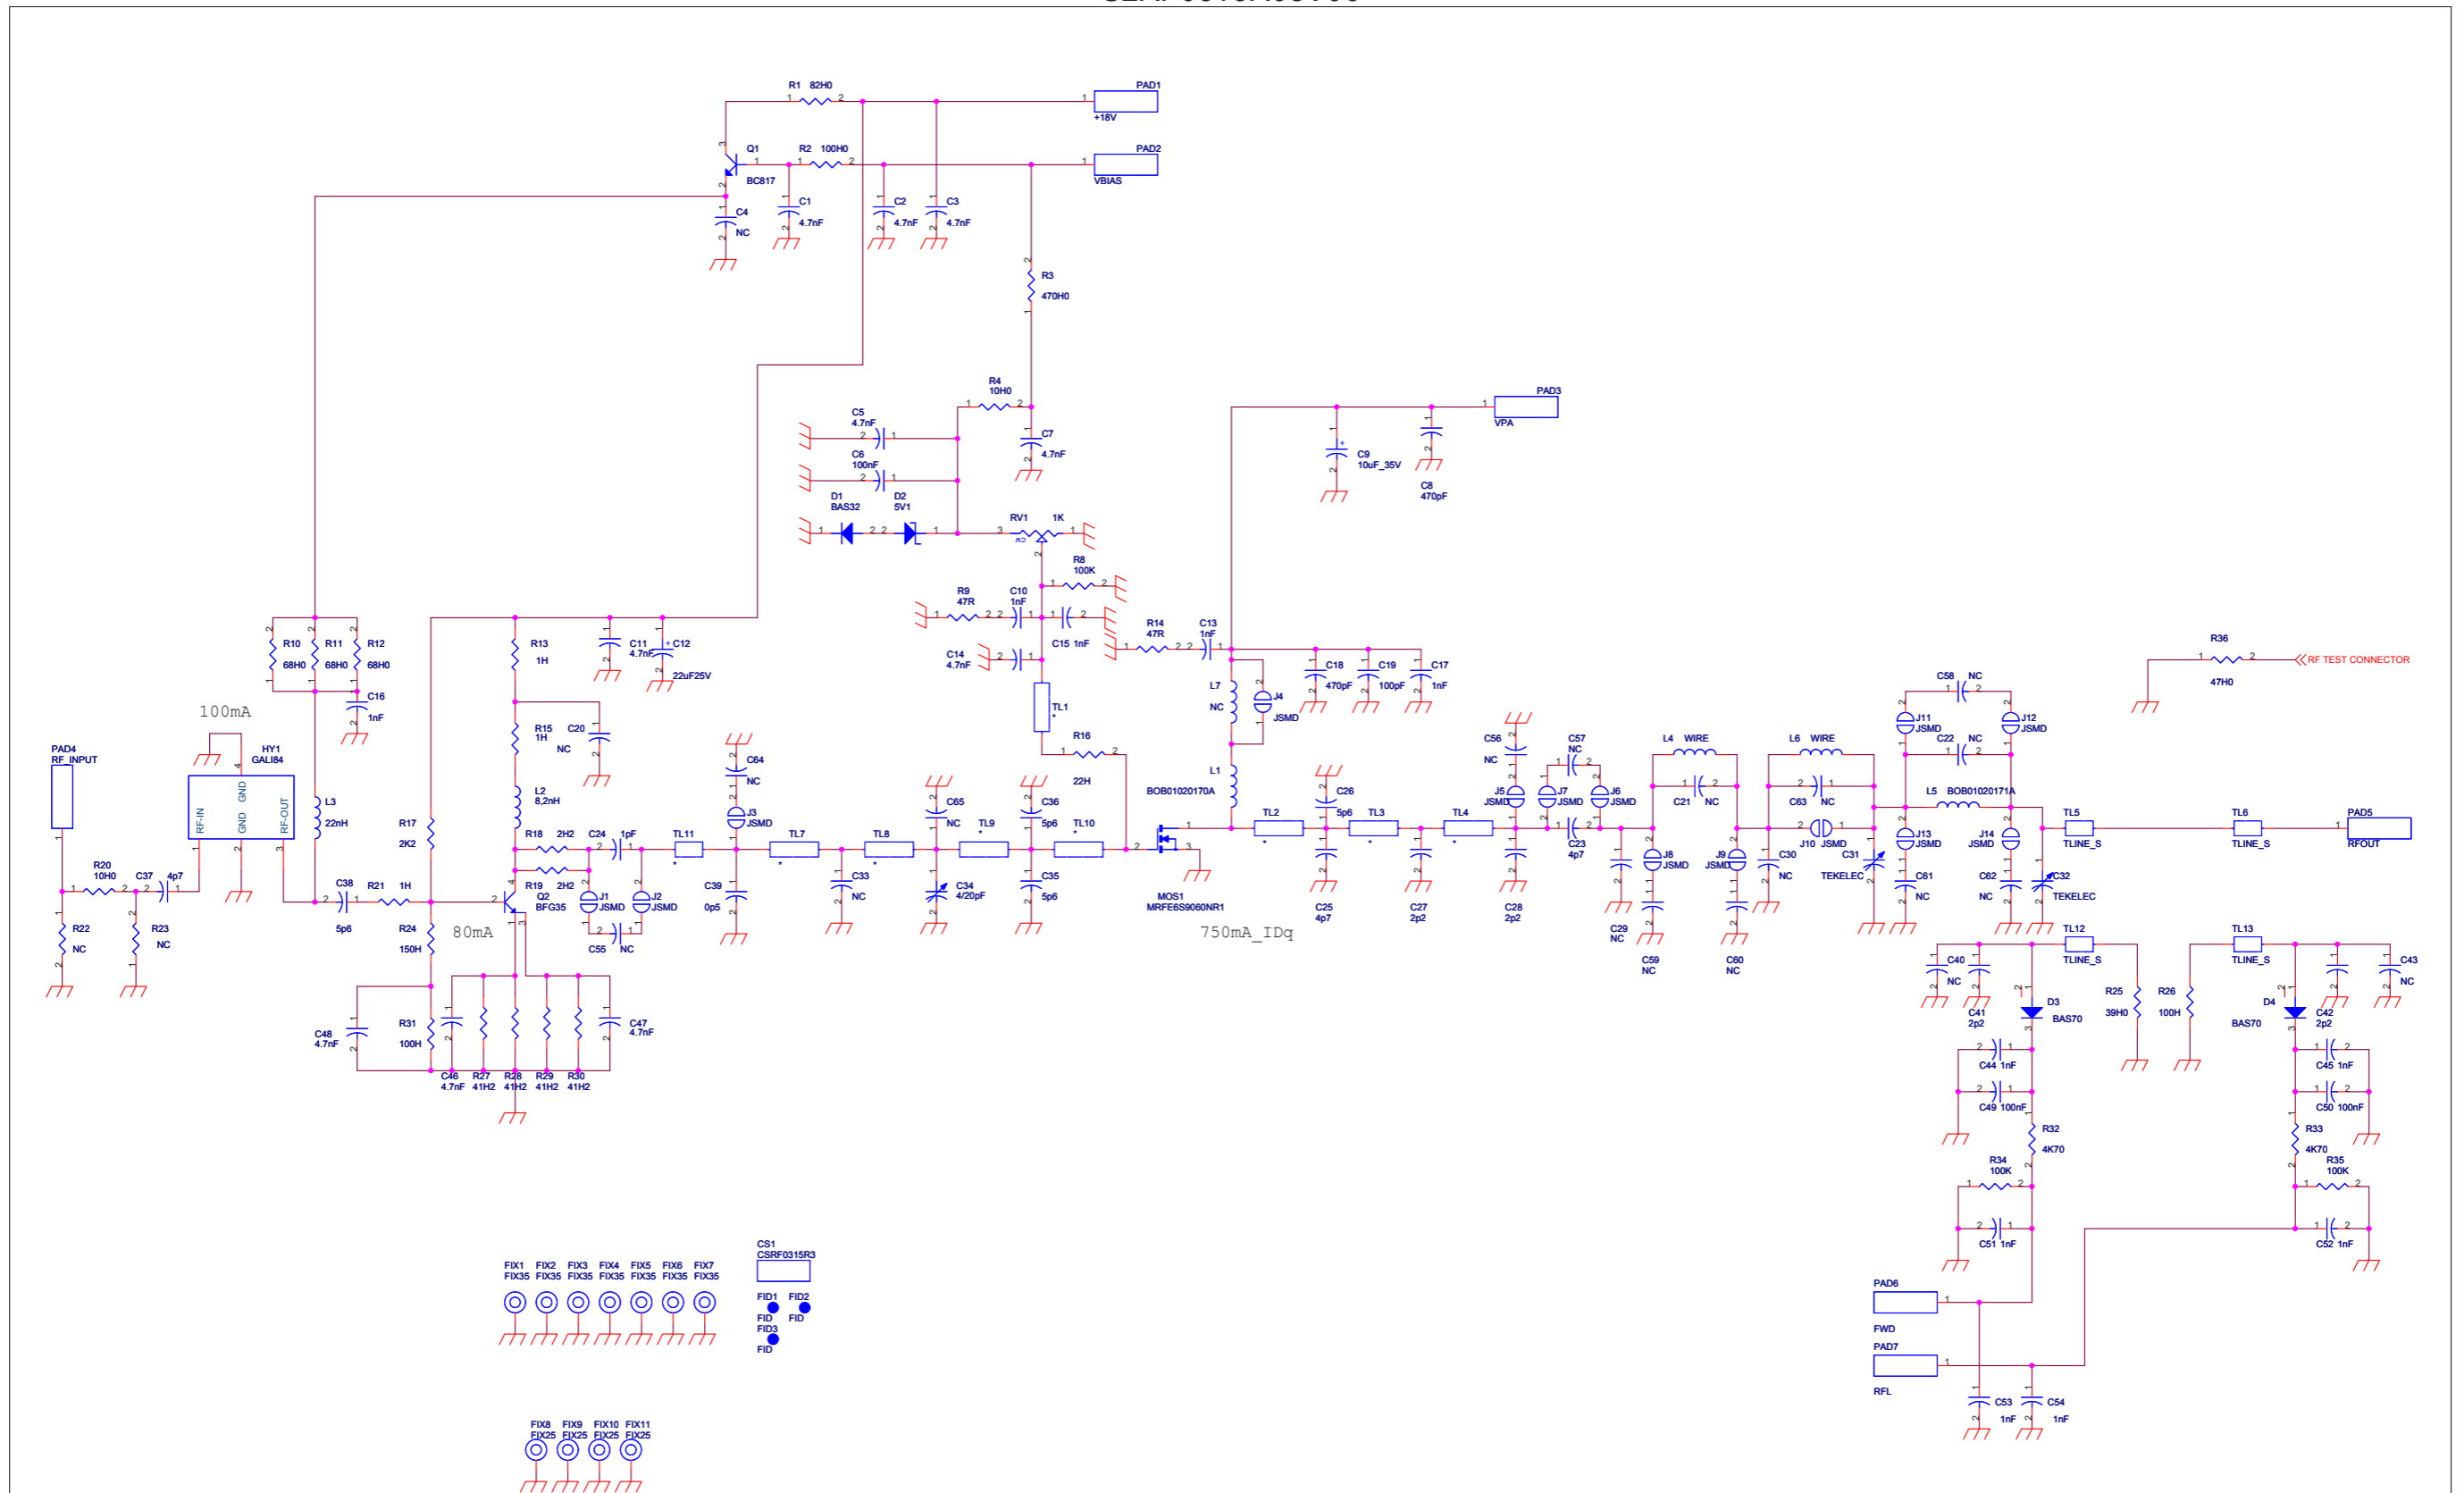 R1 82H0
PAD1
+18V
Q1
BC817
R2 100H0
PAD2
VBIAS
C4
NC
C1
4.7nF
C2
4.7nF
C3
4.7nF
R3
470H0
R4
10H0
C5
4.7nF
C6
100nF
C7
4.7nF
D1
BAS32
D2
5V1
RV1 1K
CW
PAD3
VPA
C9
10uF_35V
C8
470pF
R8
100K
R9
47R
C10
1nF
C15 1nF
C14
4.7nF
R14
47R
C13
1nF
R10
68H0
R11
68H0
R12
68H0
C16
1nF
R13
1H
C11
4.7nF
C12
22uF25V
TL1
*
R16
22H
L7
NC
J4
JSMD
C18
470pF
C19
100pF
C17
1nF
L1
BOB01020170A
100mA
PAD4
RF_INPUT
HY1
GALI84
RF-IN
GND
GND
RF-OUT
L3
22nH
R15
1H
C20
NC
L2
8,2nH
R17
2K2
R18 2H2
R19 2H2
C24 1pF
Q2
BFG35
80mA
J1
JSMD
J2
JSMD
C55 NC
TL11
*
C64
NC
J3
JSMD
C39
0p5
TL7
*
C33
NC
TL8
*
C65
NC
C34
4/20pF
TL9
*
C36
5p6
C35
5p6
TL10
*
MOS1
MRFE6S9060NR1
750mA_IDq
TL2
*
C26
5p6
C25
4p7
TL3
*
C27
2p2
TL4
*
C56
NC
J5
JSMD
C28
2p2
C57
NC
J7
JSMD
J6
JSMD
C23
4p7
C29
NC
L4 WIRE
C21 NC
J8
JSMD
C59
NC
J9
JSMD
C60
NC
L6 WIRE
C63 NC
J10 JSMD
C30
NC
C31
TEKELEC
C58 NC
J11
JSMD
J12
JSMD
C22 NC
L5 BOB01020171A
J13
JSMD
J14
JSMD
C61
NC
C62
NC
C32
TEKELEC
R36
47H0
RF TEST CONNECTOR
TL5
TLINE_S
TL6
TLINE_S
PAD5
RFOUT
R20
10H0
C37 4p7
R22
NC
R23
NC
C38
5p6
R21 1H
R24
150H
C48
4.7nF
R31
100H
C46
4.7nF
R27
41H2
R28
41H2
R29
41H2
R30
41H2
C47
4.7nF
C40
NC
C41
2p2
TL12
TLINE_S
D3
BAS70
R25
39H0
R26
100H
TL13
TLINE_S
D4
BAS70
C42
2p2
C43
NC
C44 1nF
C49 100nF
R32
4K70
R34
100K
C51 1nF
C45 1nF
C50 100nF
R33
4K70
R35
100K
C52 1nF
PAD6
FWD
PAD7
RFL
C53
1nF
C54
1nF
FIX1 FIX2 FIX3 FIX4 FIX5 FIX6 FIX7
FIX35 FIX35 FIX35 FIX35 FIX35 FIX35 FIX35
CS1
CSRF0315R3
FID1 FID2
FID FID
FID3
FID
FIX8 FIX9 FIX10 FIX11
FIX25 FIX25 FIX25 FIX25